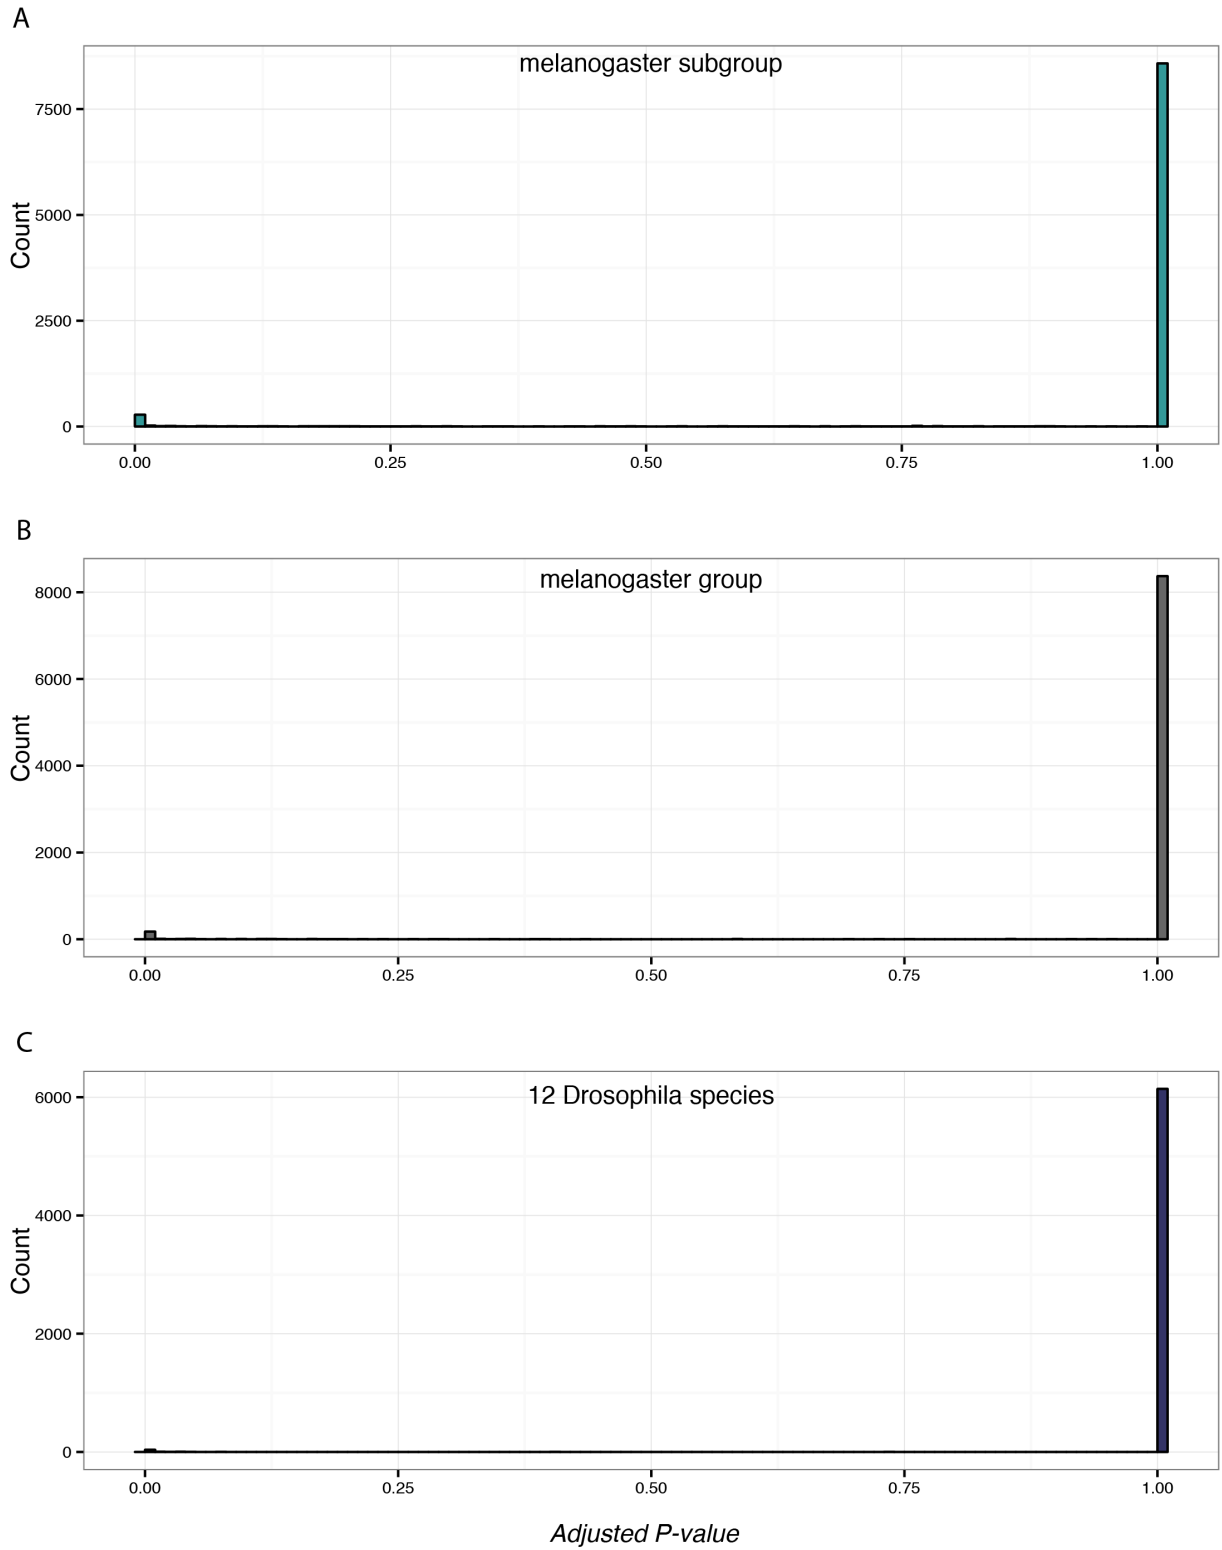 A
melanogaster subgroup
7500
5000
2500
0
Count
0.00 0.25 0.50 0.75 1.00
B
melanogaster group
8000
6000
4000
2000
0
Count
0.00 0.25 0.50 0.75 1.00
C
12 Drosophila species
6000
4000
2000
0
Count
0.00 0.25 0.50 0.75 1.00
Adjusted P-value